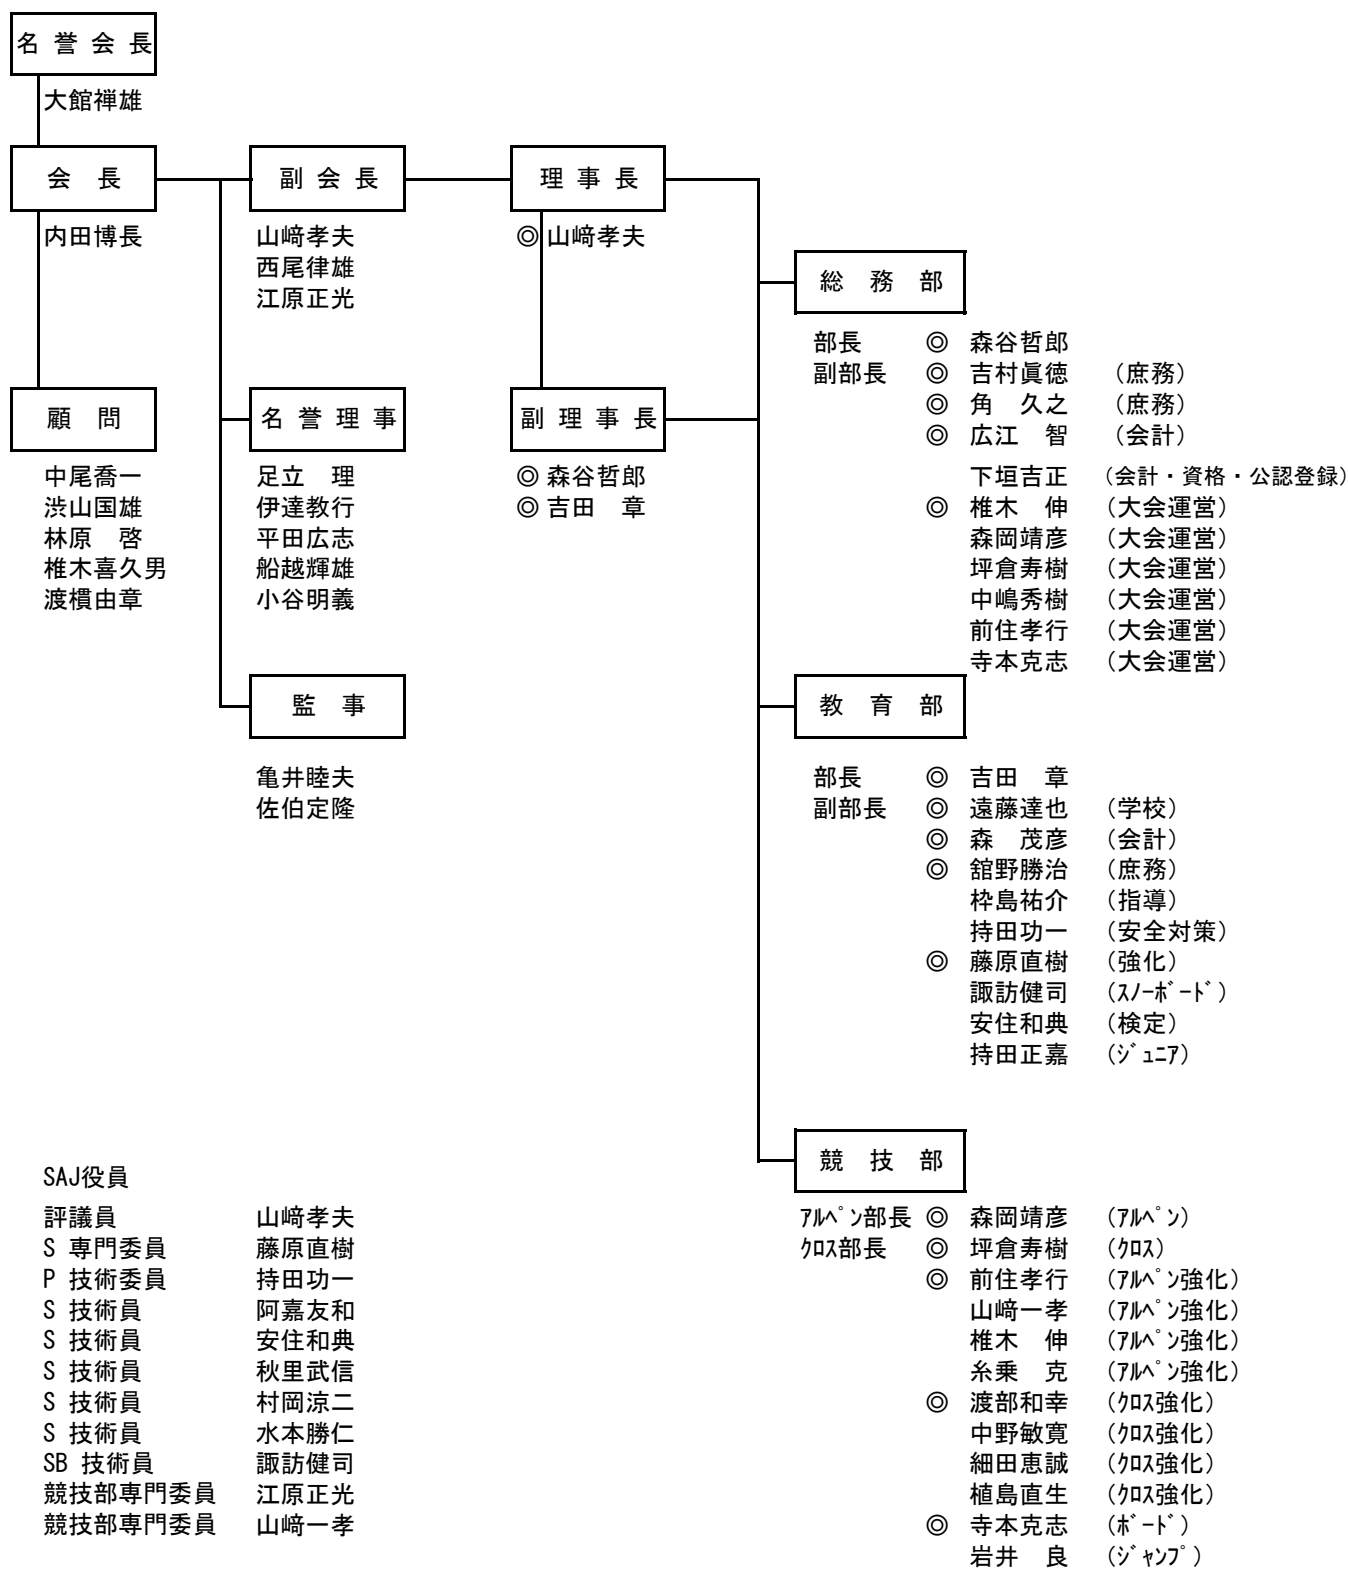 名誉会長
大館禅雄
会長
内田博長
顧問
中尾喬一
渋山国雄
林原　啓
椎木喜久男
渡槓由章
副会長
山﨑孝夫
西尾律雄
江原正光
名誉理事
足立　理
伊達教行
平田広志
船越輝雄
小谷明義
監事
亀井睦夫
佐伯定隆
理事長
◎山﨑孝夫
副理事長
◎森谷哲郎
◎吉田　章
総務部
部長 ◎ 森谷哲郎
副部長 ◎ 吉村眞徳 （庶務）
◎ 角　久之 （庶務）
◎ 広江　智 （会計）
下垣吉正 （会計・資格・公認登録）
◎ 椎木　伸 （大会運営）
森岡靖彦 （大会運営）
坪倉寿樹 （大会運営）
中嶋秀樹 （大会運営）
前住孝行 （大会運営）
寺本克志 （大会運営）
教育部
部長 ◎ 吉田　章
副部長 ◎ 遠藤達也 （学校）
◎ 森　茂彦 （会計）
◎ 舘野勝治 （庶務）
枠島祐介 （指導）
持田功一 （安全対策）
◎ 藤原直樹 （強化）
諏訪健司 （ｽﾉｰﾎﾞｰﾄﾞ）
安住和典 （検定）
持田正嘉 （ｼﾞｭﾆｱ）
競技部
ｱﾙﾍﾟﾝ部長 ◎ 森岡靖彦 （ｱﾙﾍﾟﾝ）
ｸﾛｽ部長 ◎ 坪倉寿樹 （ｸﾛｽ）
◎ 前住孝行 （ｱﾙﾍﾟﾝ強化）
山﨑一孝 （ｱﾙﾍﾟﾝ強化）
椎木　伸 （ｱﾙﾍﾟﾝ強化）
糸乗　克 （ｱﾙﾍﾟﾝ強化）
◎ 渡部和幸 （ｸﾛｽ強化）
中野敏寛 （ｸﾛｽ強化）
細田恵誠 （ｸﾛｽ強化）
植島直生 （ｸﾛｽ強化）
◎ 寺本克志 （ﾎﾞｰﾄﾞ）
岩井　良 （ｼﾞｬﾝﾌﾟ）
SAJ役員
評議員 山﨑孝夫
S 専門委員 藤原直樹
P 技術委員 持田功一
S 技術員 阿嘉友和
S 技術員 安住和典
S 技術員 秋里武信
S 技術員 村岡涼二
S 技術員 水本勝仁
SB 技術員 諏訪健司
競技部専門委員 江原正光
競技部専門委員 山﨑一孝